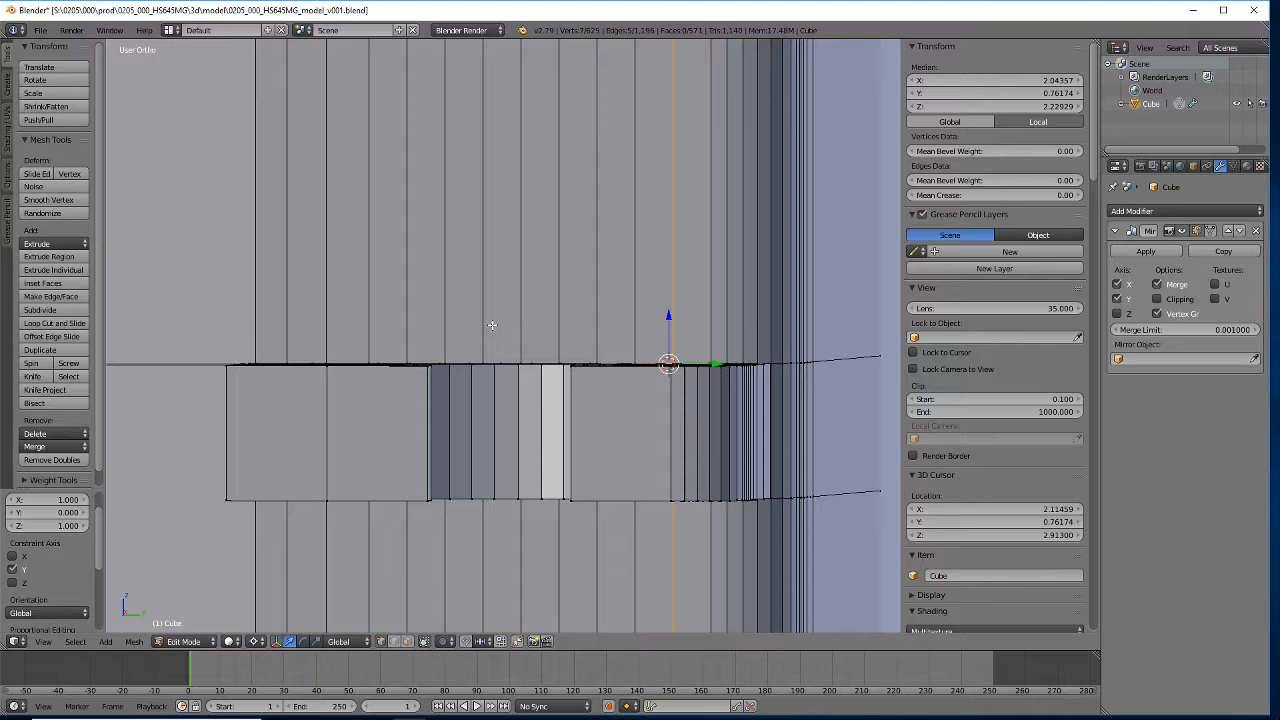 Blender* [S:\0205\000\prod\0205_000_HS645MG\3d\model\0205_000_HS645MG_model_v001.blend]
File Render Window Help Default Scene Blender Render v2.79 | Verts:7/625 | Edges:5/1,196 | Faces:0/571 | Tris:1,140 | Mem:17.48M | Cube
Tools
Create
Shading / UVs
Options
Grease Pencil
Transform
Translate
Rotate
Scale
Shrink/Fatten
Push/Pull
Mesh Tools
Deform:
Slide Ed Vertex
Noise
Smooth Vertex
Randomize
Add:
Extrude
Extrude Region
Extrude Individual
Inset Faces
Make Edge/Face
Subdivide
Loop Cut and Slide
Offset Edge Slide
Duplicate
Spin Screw
Knife Select
Knife Project
Bisect
Remove:
Delete
Merge
Remove Doubles
Weight Tools
X: 1.000
Y: 0.000
Z: 1.000
Constraint Axis
X
Y
Z
Orientation
Global
Proportional Editing
User Ortho
z
y
(1) Cube
View Select Add Mesh Edit Mode Global
Transform
Median:
X: 2.04357
Y: 0.76174
Z: 2.22929
Global Local
Vertices Data:
Mean Bevel Weight: 0.00
Edges Data:
Mean Bevel Weight: 0.00
Mean Crease: 0.00
Grease Pencil Layers
Scene Object
New
New Layer
View
Lens: 35.000
Lock to Object:
Lock to Cursor
Lock Camera to View
Clip:
Start: 0.100
End: 1000.000
Local Camera:
Render Border
3D Cursor
Location:
X: 2.11459
Y: 0.76174
Z: 2.91300
Item
Cube
Display
Shading
Multitexture
View Search All Scenes
Scene
RenderLayers
World
Cube
Cube
Add Modifier
Mir
Apply Copy
Axis: Options: Textures:
X Merge U
Y Clipping V
Z Vertex Gr
Merge Limit: 0.001000
Mirror Object:
-50 -40 -30 -20 -10 0 10 20 30 40 50 60 70 80 90 100 110 120 130 140 150 160 170 180 190 200 210 220 230 240 250 260 270 280
View Marker Frame Playback Start: 1 End: 250 1 No Sync